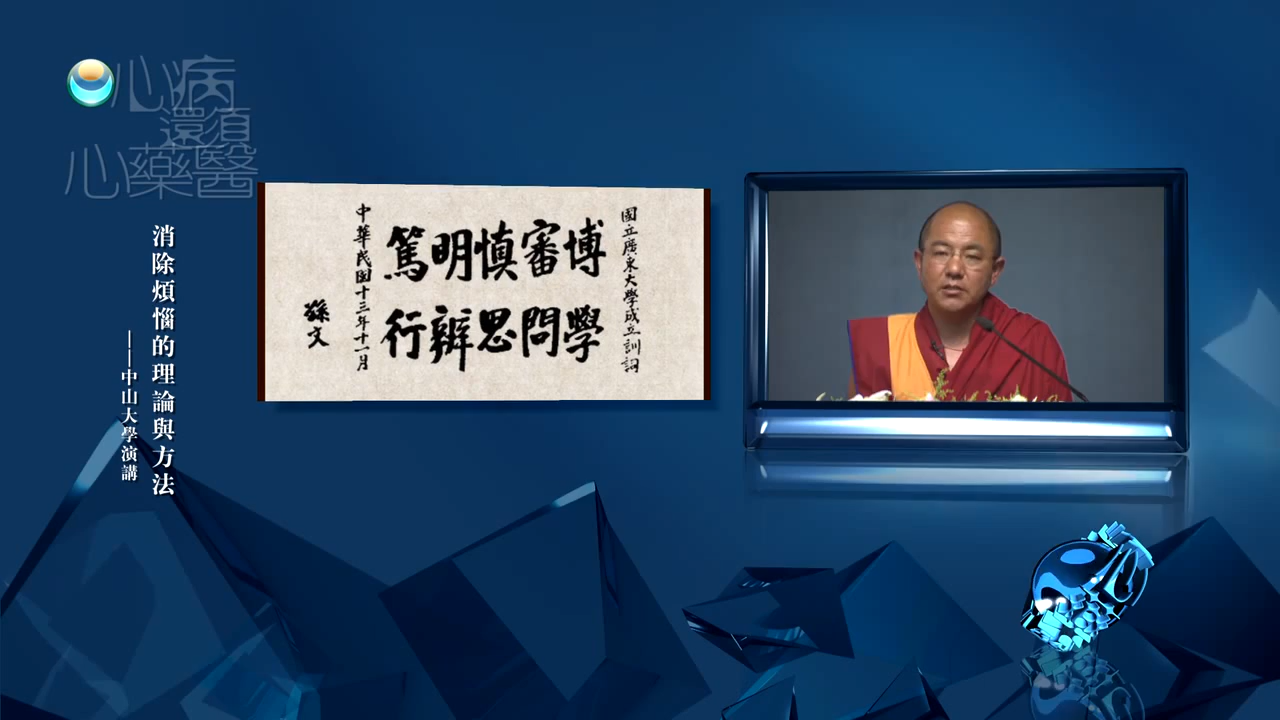 心病
還須
心藥醫
消除煩惱的理論與方法
——中山大學演講
國立廣東大學成立訓詞
博學
審問
慎思
明辨
篤行
中華民國十三年十一月
孫文